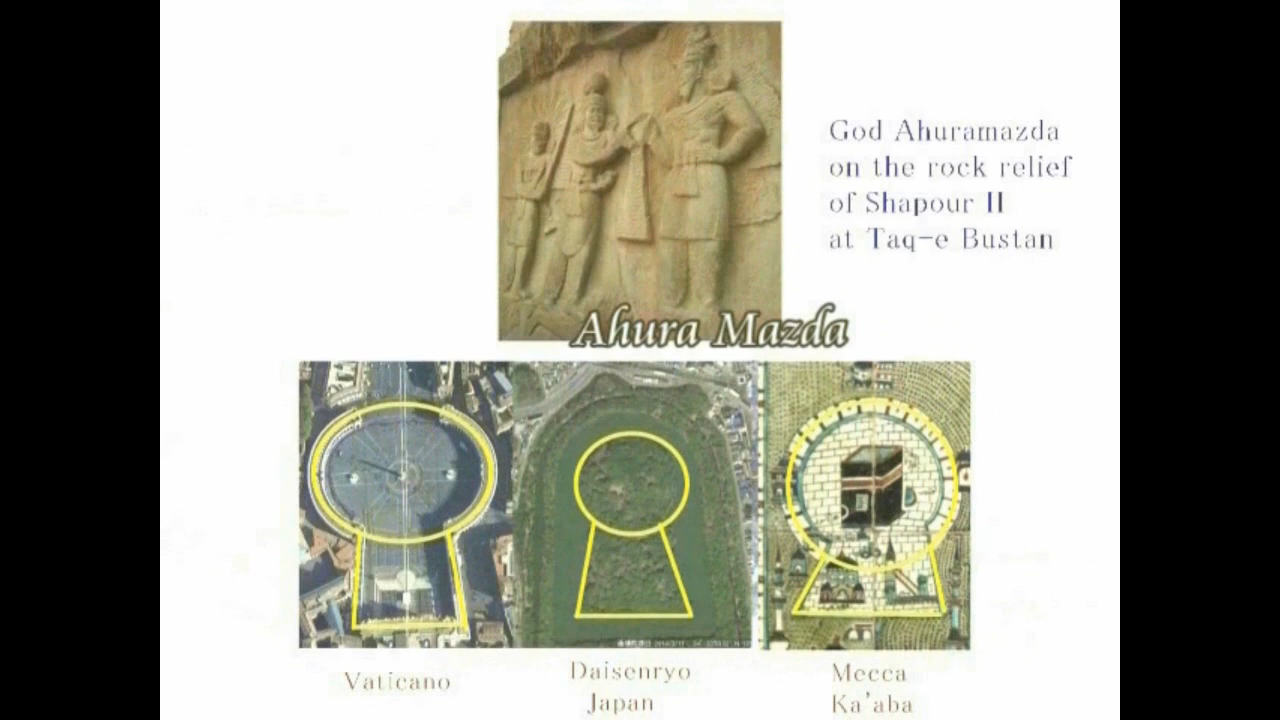 God Ahuramazda
on the rock relief
of Shapour II
at Taq-e Bustan
Ahura Mazda
Vaticano
Daisenryo
Japan
Mecca
Ka'aba